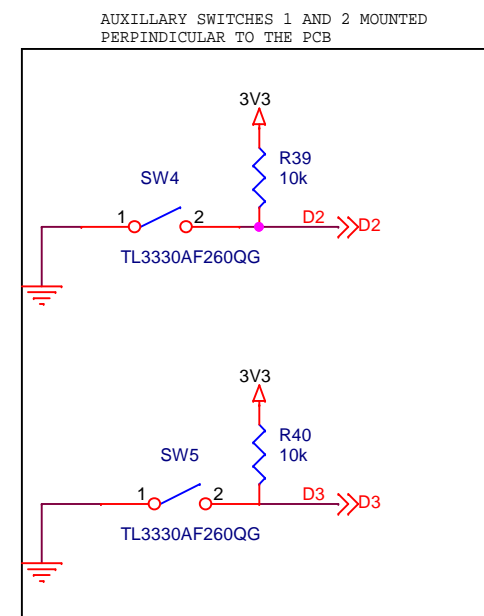 AUXILLARY SWITCHES 1 AND 2 MOUNTED
PERPINDICULAR TO THE PCB
3V3
R39
10k
SW4
1
2
D2
D2
TL3330AF260QG
3V3
R40
10k
SW5
1
2
D3
D3
TL3330AF260QG